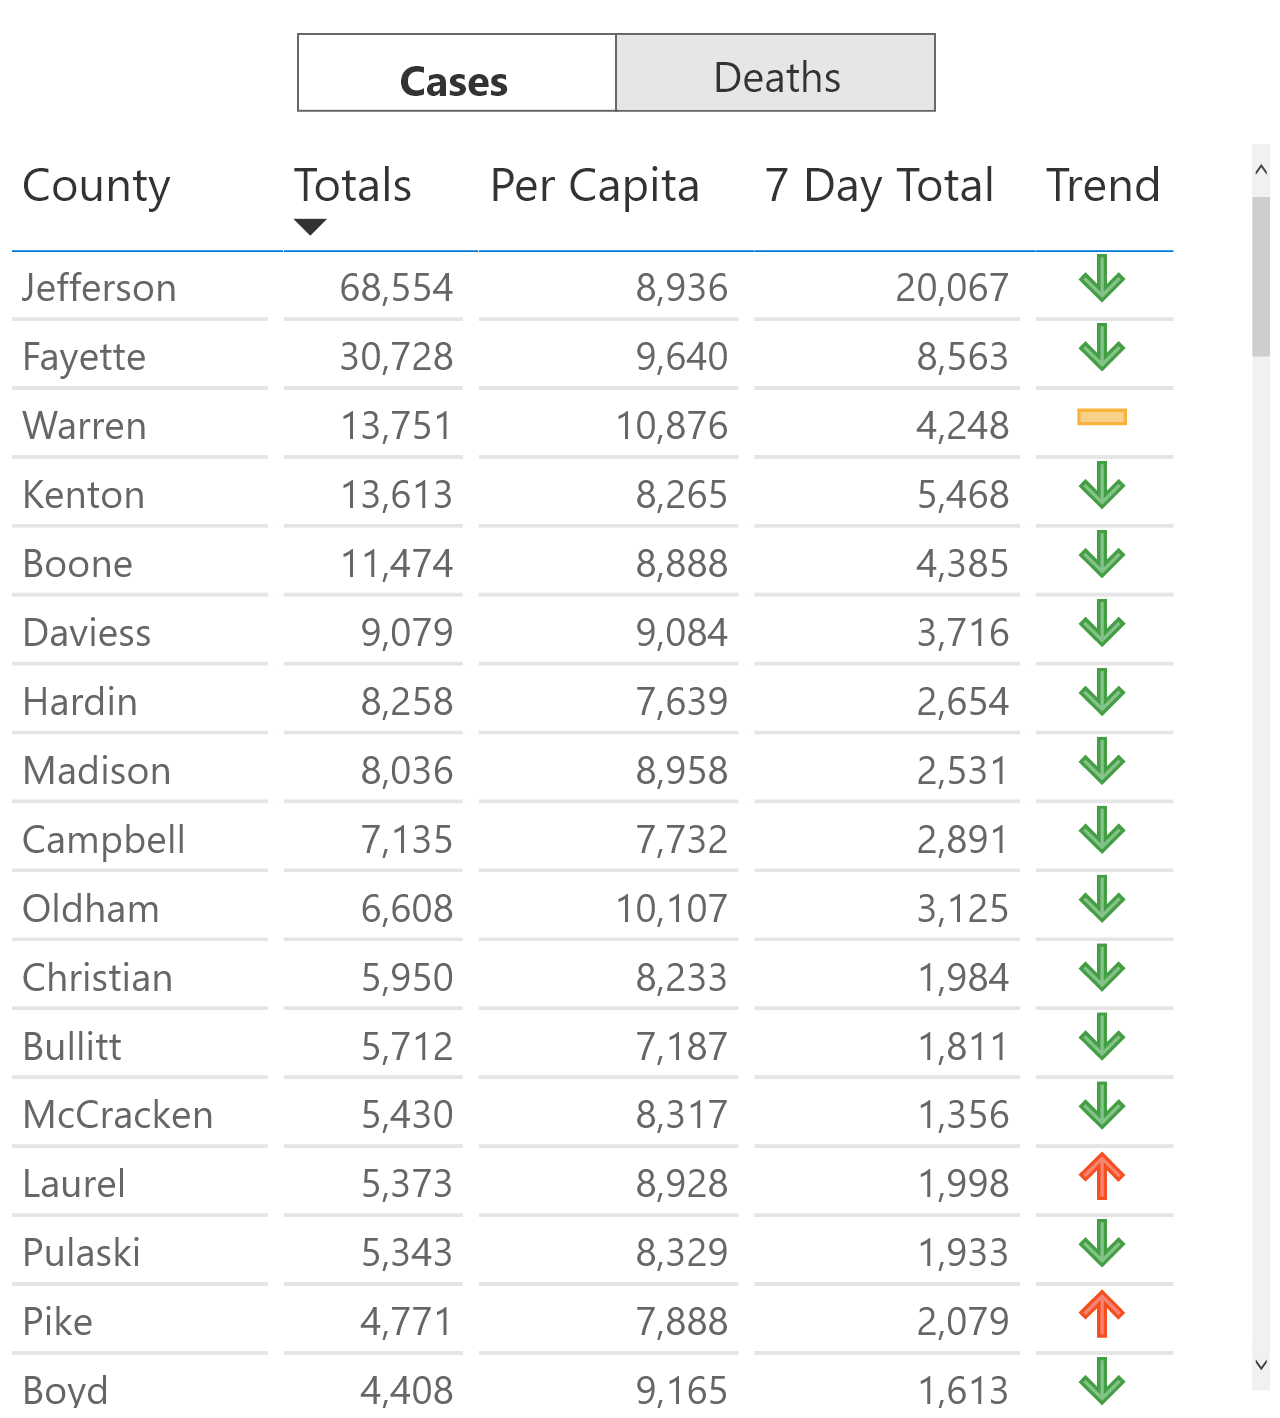 Cases Deaths
County Totals Per Capita 7 Day Total Trend
Jefferson 68,554 8,936 20,067
Fayette 30,728 9,640 8,563
Warren 13,751 10,876 4,248
Kenton 13,613 8,265 5,468
Boone 11,474 8,888 4,385
Daviess 9,079 9,084 3,716
Hardin 8,258 7,639 2,654
Madison 8,036 8,958 2,531
Campbell 7,135 7,732 2,891
Oldham 6,608 10,107 3,125
Christian 5,950 8,233 1,984
Bullitt 5,712 7,187 1,811
McCracken 5,430 8,317 1,356
Laurel 5,373 8,928 1,998
Pulaski 5,343 8,329 1,933
Pike 4,771 7,888 2,079
Boyd 4,408 9,165 1,613